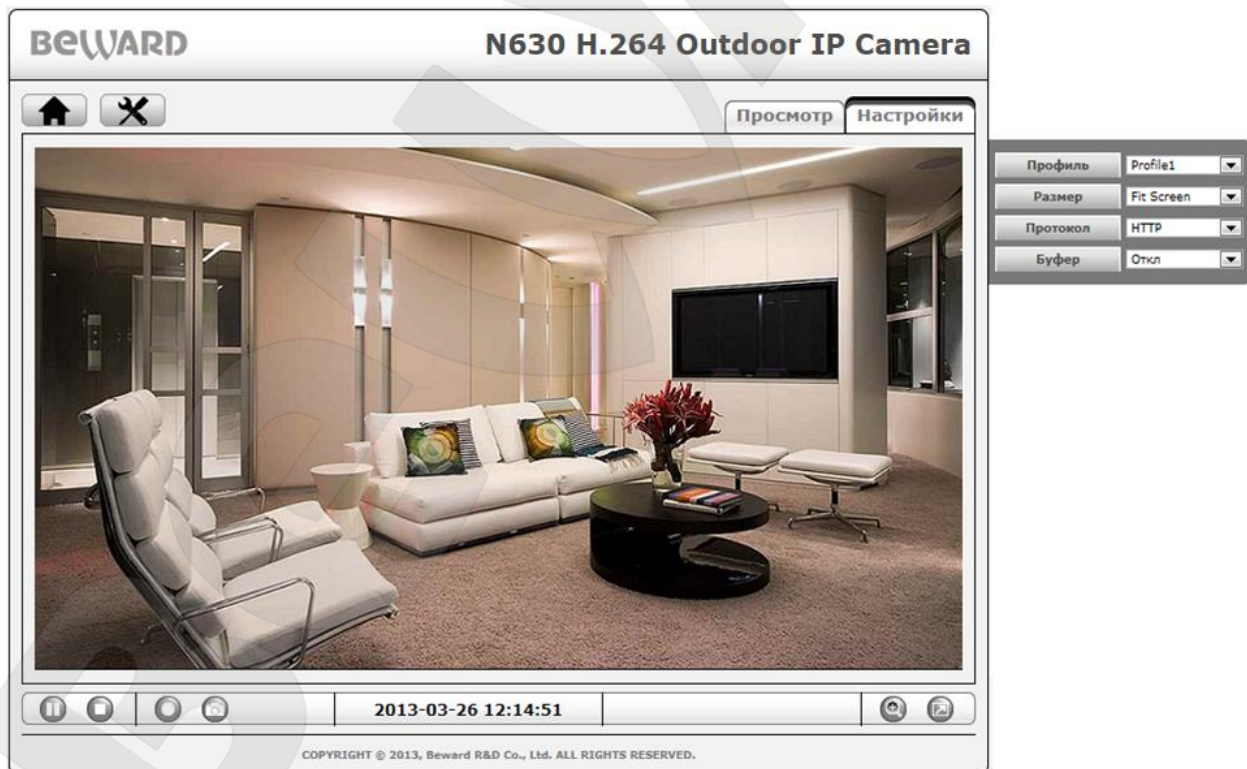 BEWARD
N630 H.264 Outdoor IP Camera
Просмотр
Настройки
Профиль Profile1
Размер Fit Screen
Протокол HTTP
Буфер Откл
2013-03-26 12:14:51
COPYRIGHT © 2013, Beward R&D Co., Ltd. ALL RIGHTS RESERVED.